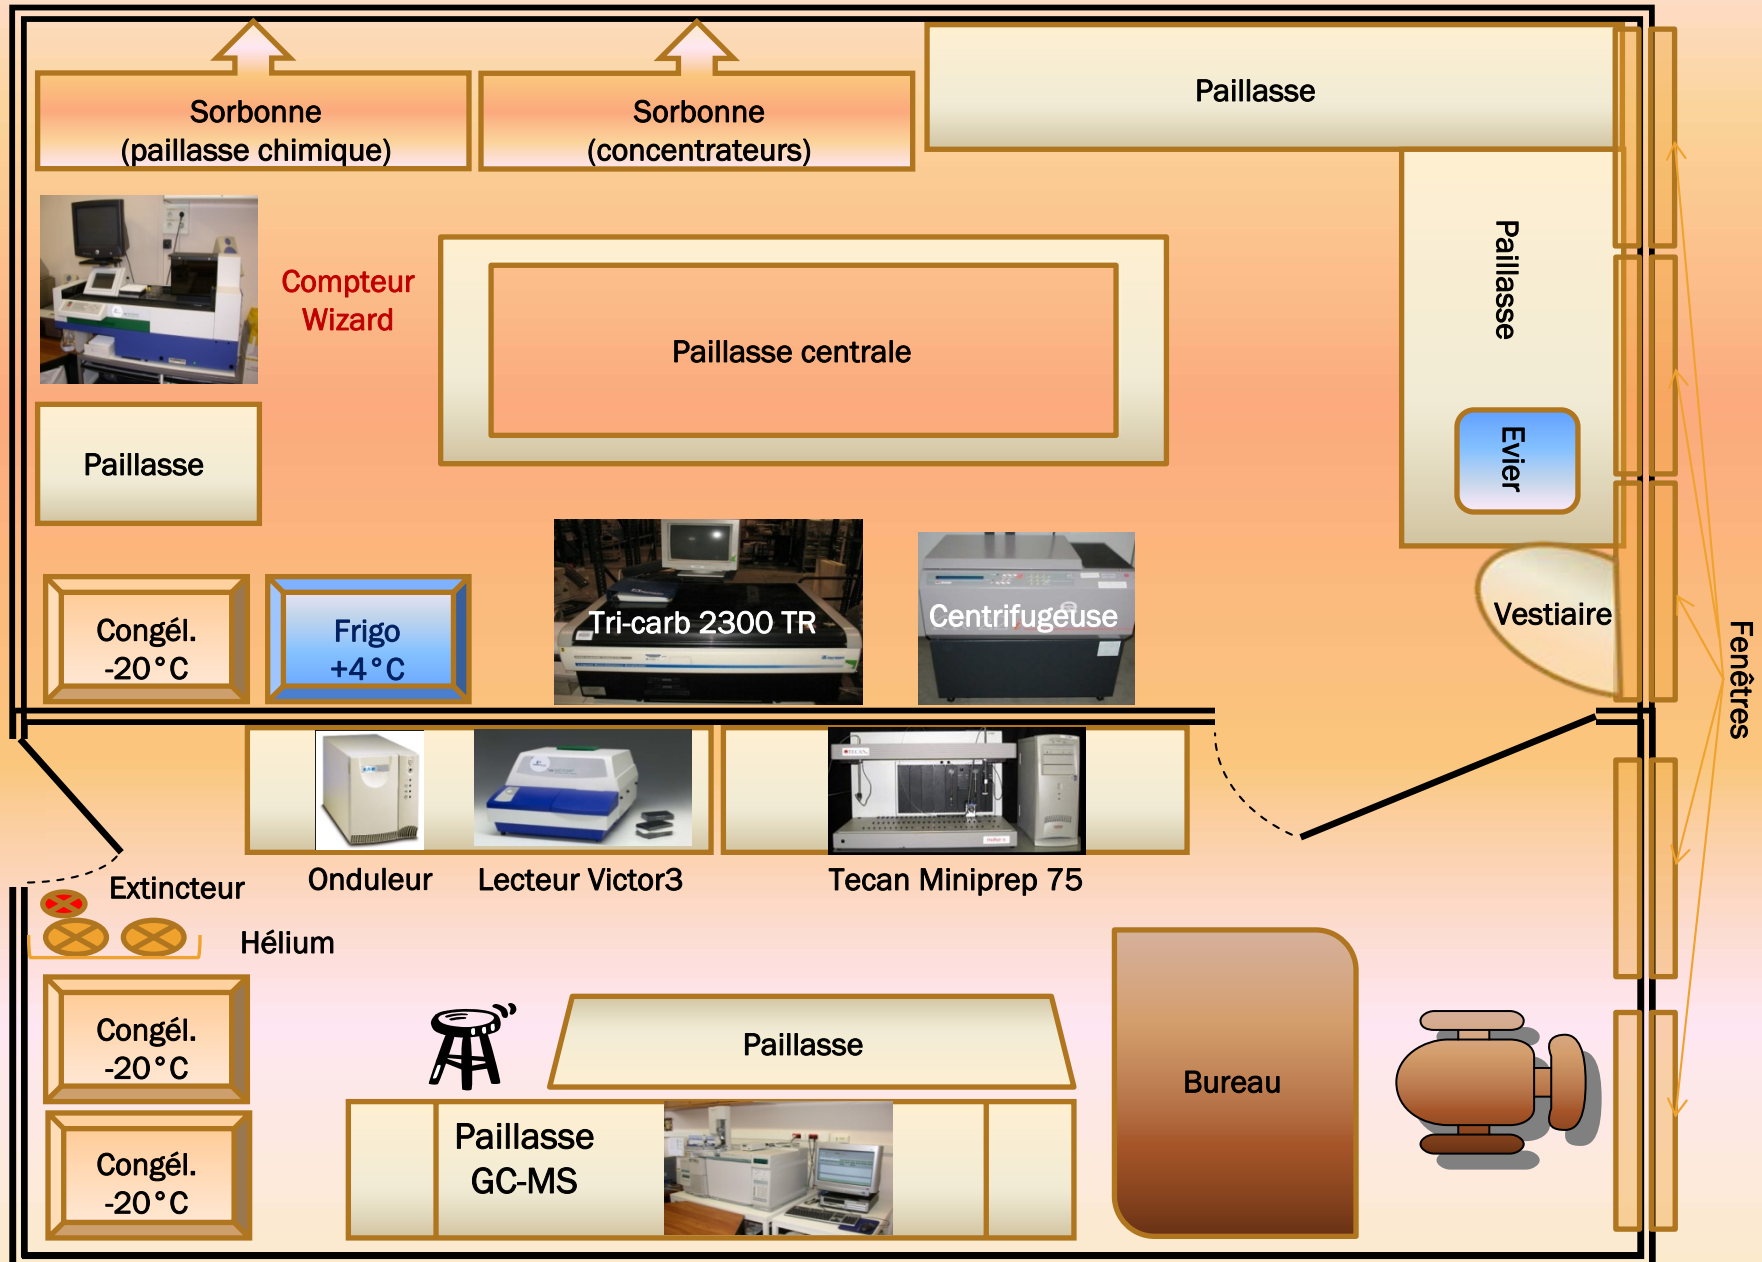 Sorbonne
(paillasse chimique)
Sorbonne
(concentrateurs)
Paillasse
Paillasse
Compteur
Wizard
Paillasse centrale
Paillasse
Evier
Congél.
-20°C
Frigo
+4°C
Tri-carb 2300 TR
Centrifugeuse
Vestiaire
Fenêtres
TECAN
Onduleur
Lecteur Victor3
Tecan Miniprep 75
Extincteur
Hélium
Congél.
-20°C
Paillasse
Bureau
Congél.
-20°C
Paillasse
GC-MS